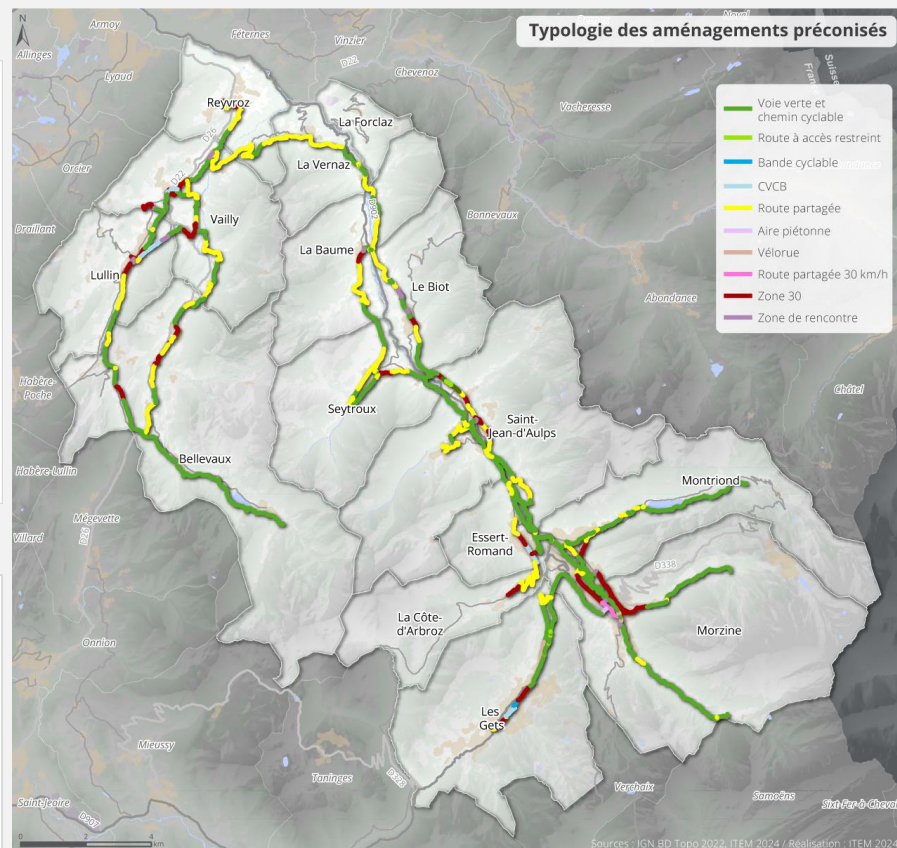 Typologie des aménagements préconisés
N
Voie verte et
chemin cyclable
Route à accès restreint
Bande cyclable
CVCB
Route partagée
Aire piétonne
Vélorue
Route partagée 30 km/h
Zone 30
Zone de rencontre
Armoy
Allinges
Lyaud
Féternes
Vinzier
D22
Chevenoz
Suisse
Vacheresse
Reyvroz
La Forclaz
D26
Orcier
La Vernaz
D22
Bonnevaux
D902
Vailly
Draillant
La Baume
Lullin
Le Biot
Abondance
Habère-
Poche
Châtel
Seytroux
Saint-
Jean-d'Aulps
Bellevaux
Habère-Lullin
Montriond
Mégevette
Villard
D26
Essert-
Romand
D338
La Côte-
d'Arbroz
Morzine
Onnion
Les
Gets
Mieussy
Taninges
D328
Verchaix
Samoëns
Saint-Jeoire
D907
Sixt-Fer-à-Cheval
0 2 4
km
Sources : IGN BD Topo 2022, ITEM 2024 / Réalisation : ITEM 2024